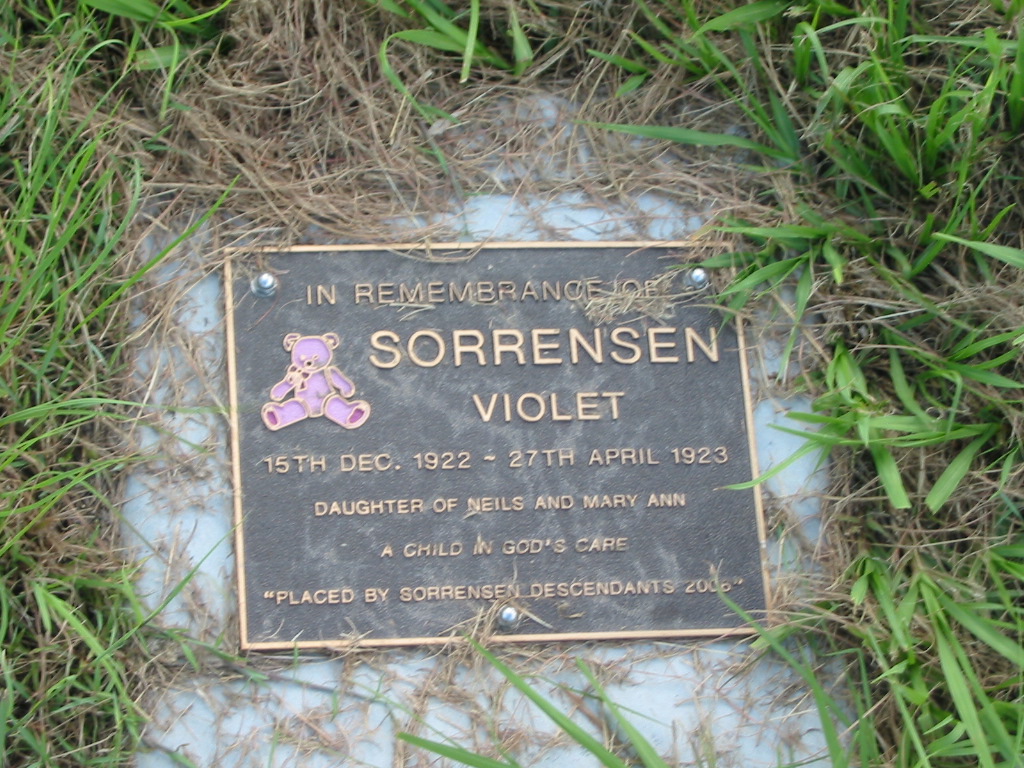 IN REMEMBRANCE OF
SORRENSEN
VIOLET
15TH DEC. 1922 ~ 27TH APRIL 1923
DAUGHTER OF NEILS AND MARY ANN
A CHILD IN GOD'S CARE
"PLACED BY SORRENSEN DESCENDANTS 2006"